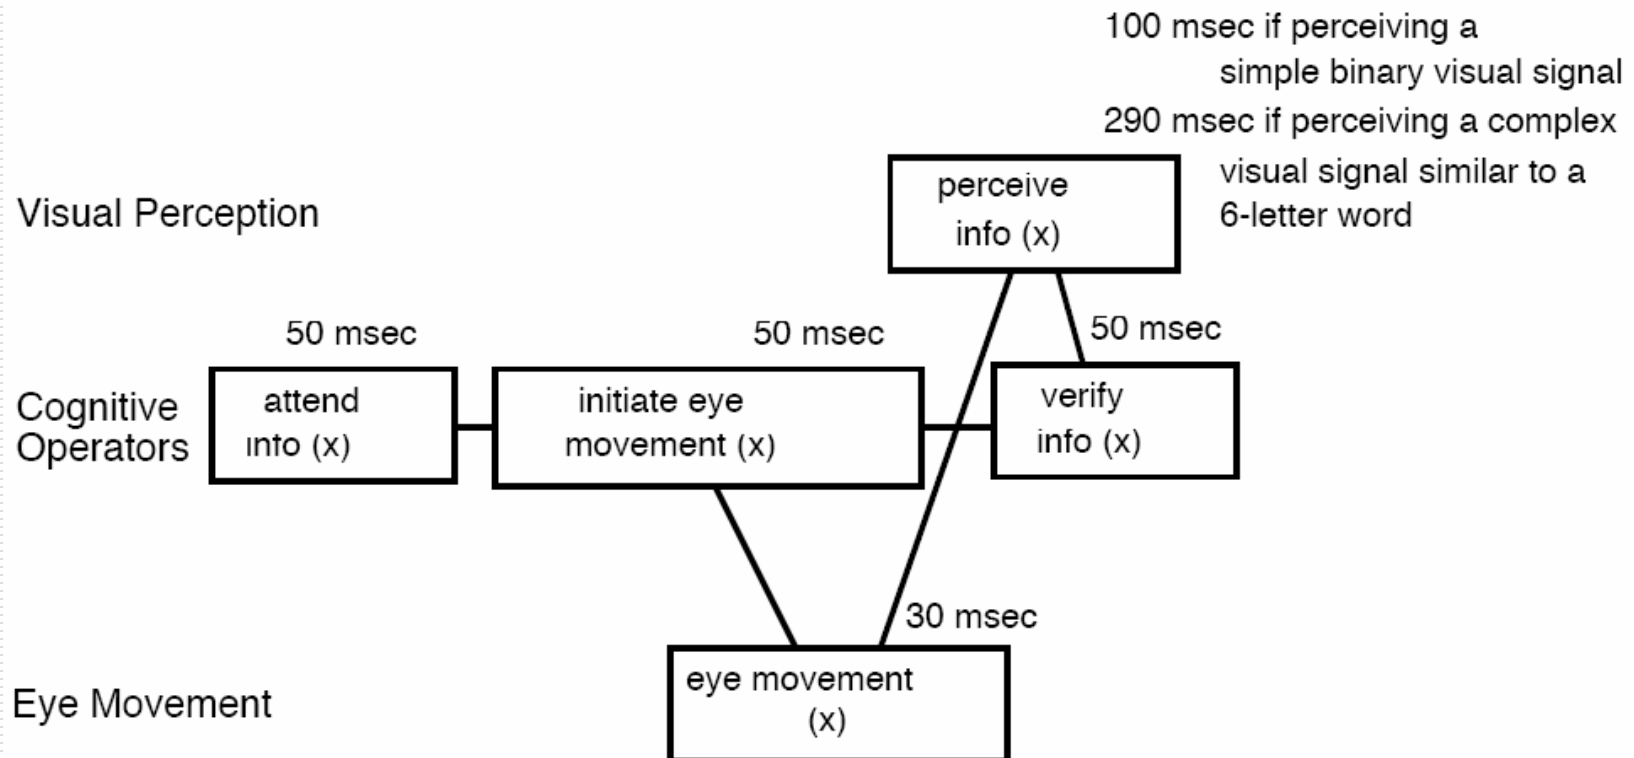 100 msec if perceiving a
simple binary visual signal
290 msec if perceiving a complex
visual signal similar to a
6-letter word
Visual Perception
perceive
info (x)
50 msec
50 msec
50 msec
Cognitive
Operators
attend
info (x)
initiate eye
movement (x)
verify
info (x)
30 msec
Eye Movement
eye movement
(x)